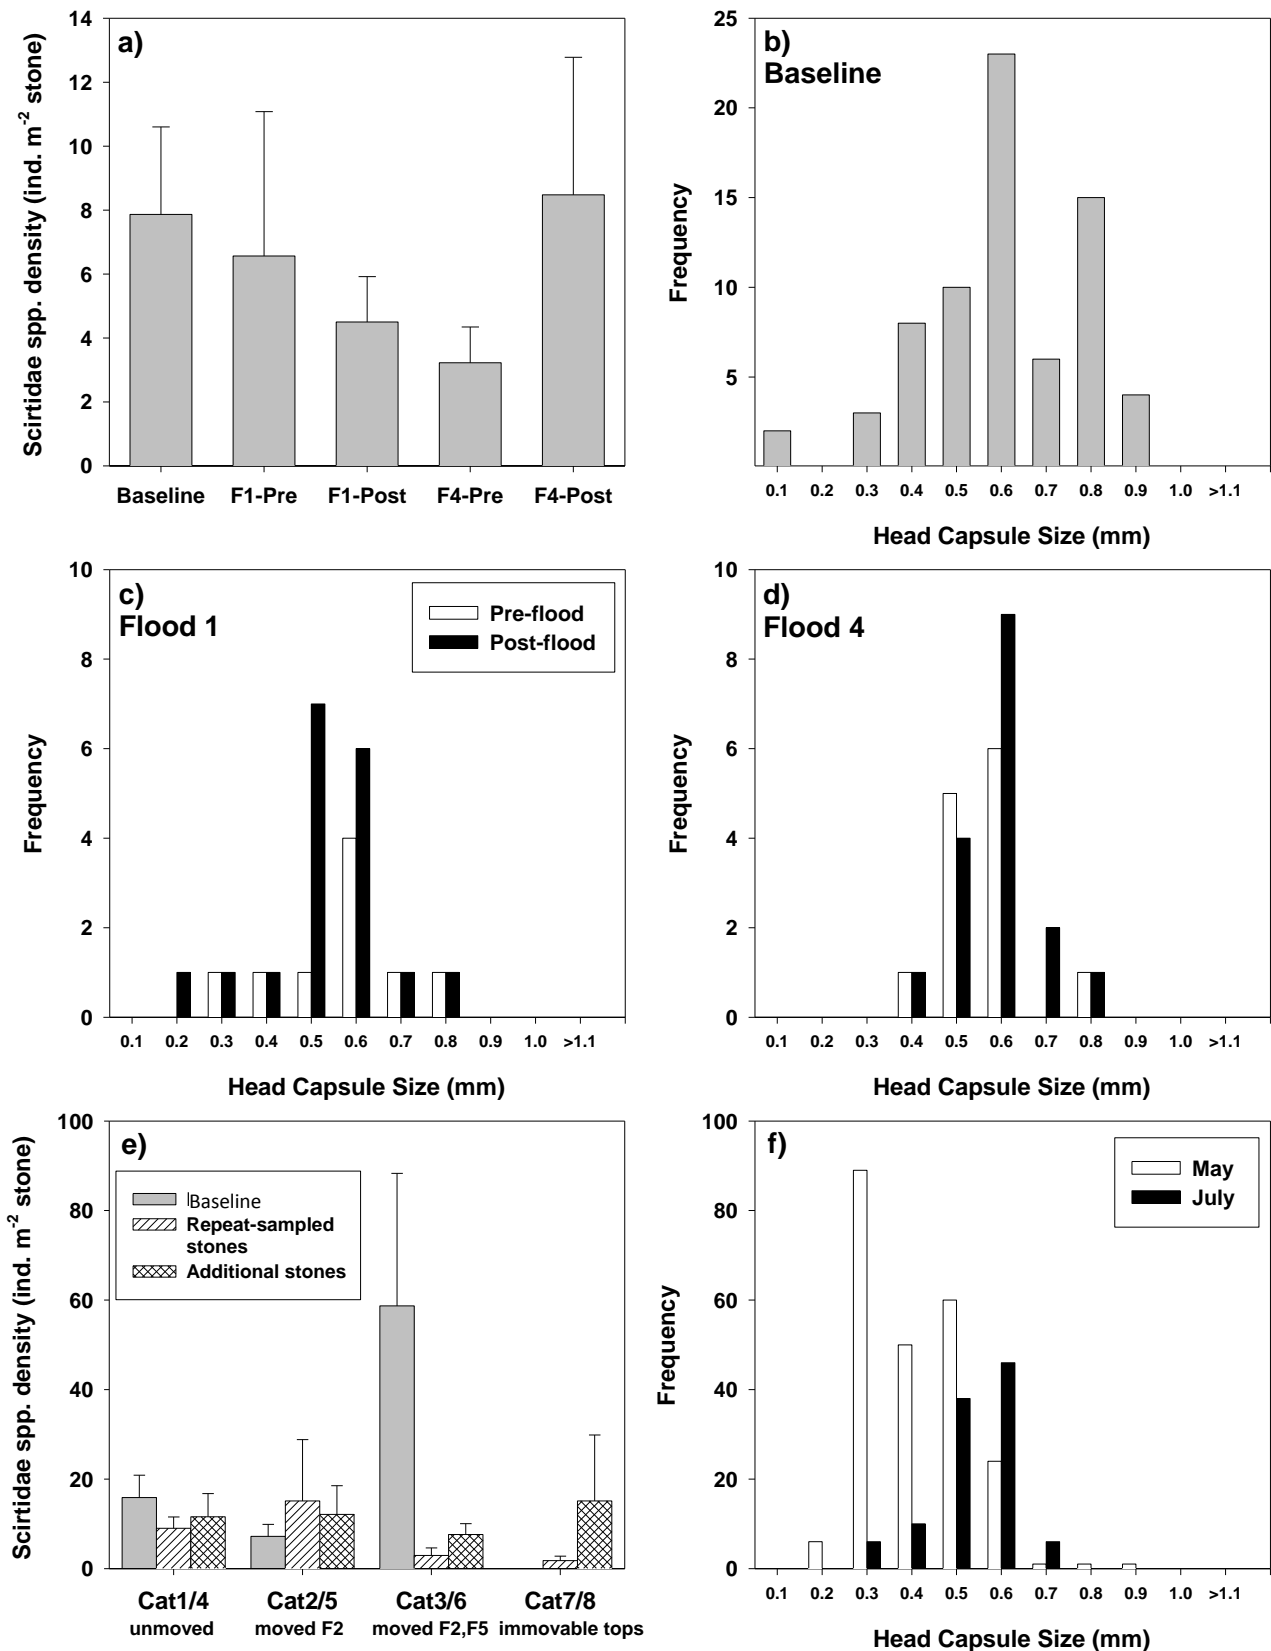 a)
Scirtidae spp. density (ind. m-2 stone)
14
12
10
8
6
4
2
0
Baseline F1-Pre F1-Post F4-Pre F4-Post
b)
Baseline
Frequency
25
20
15
10
5
0.1 0.2 0.3 0.4 0.5 0.6 0.7 0.8 0.9 1.0 >1.1
Head Capsule Size (mm)
c)
Flood 1
Pre-flood
Post-flood
Frequency
10
8
6
4
2
0
0.1 0.2 0.3 0.4 0.5 0.6 0.7 0.8 0.9 1.0 >1.1
Head Capsule Size (mm)
d)
Flood 4
Frequency
10
8
6
4
2
0
0.1 0.2 0.3 0.4 0.5 0.6 0.7 0.8 0.9 1.0 >1.1
Head Capsule Size (mm)
e)
Baseline
Repeat-sampled
stones
Additional stones
Scirtidae spp. density (ind. m-2 stone)
100
80
60
40
20
0
Cat1/4 Cat2/5 Cat3/6 Cat7/8
unmoved moved F2 moved F2,F5 immovable tops
f)
May
July
Frequency
100
80
60
40
20
0
0.1 0.2 0.3 0.4 0.5 0.6 0.7 0.8 0.9 1.0 >1.1
Head Capsule Size (mm)